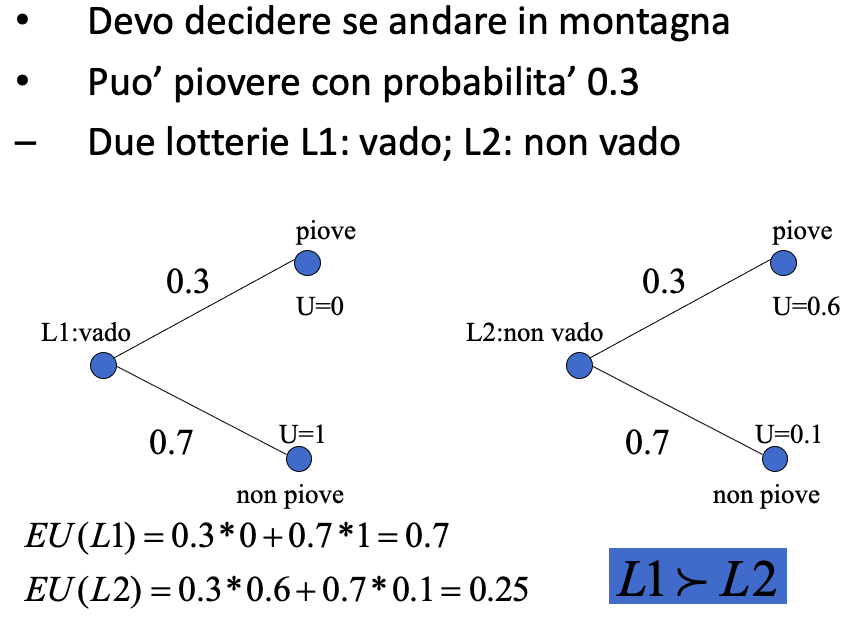 • Devo decidere se andare in montagna
• Puo’ piovere con probabilita’ 0.3
– Due lotterie L1: vado; L2: non vado
piove
0.3
U=0
L1:vado
0.7
U=1
non piove
piove
0.3
U=0.6
L2:non vado
0.7
U=0.1
non piove
EU(L1) = 0.3*0+0.7*1= 0.7
EU(L2) = 0.3*0.6+0.7*0.1= 0.25
L1 ≻ L2